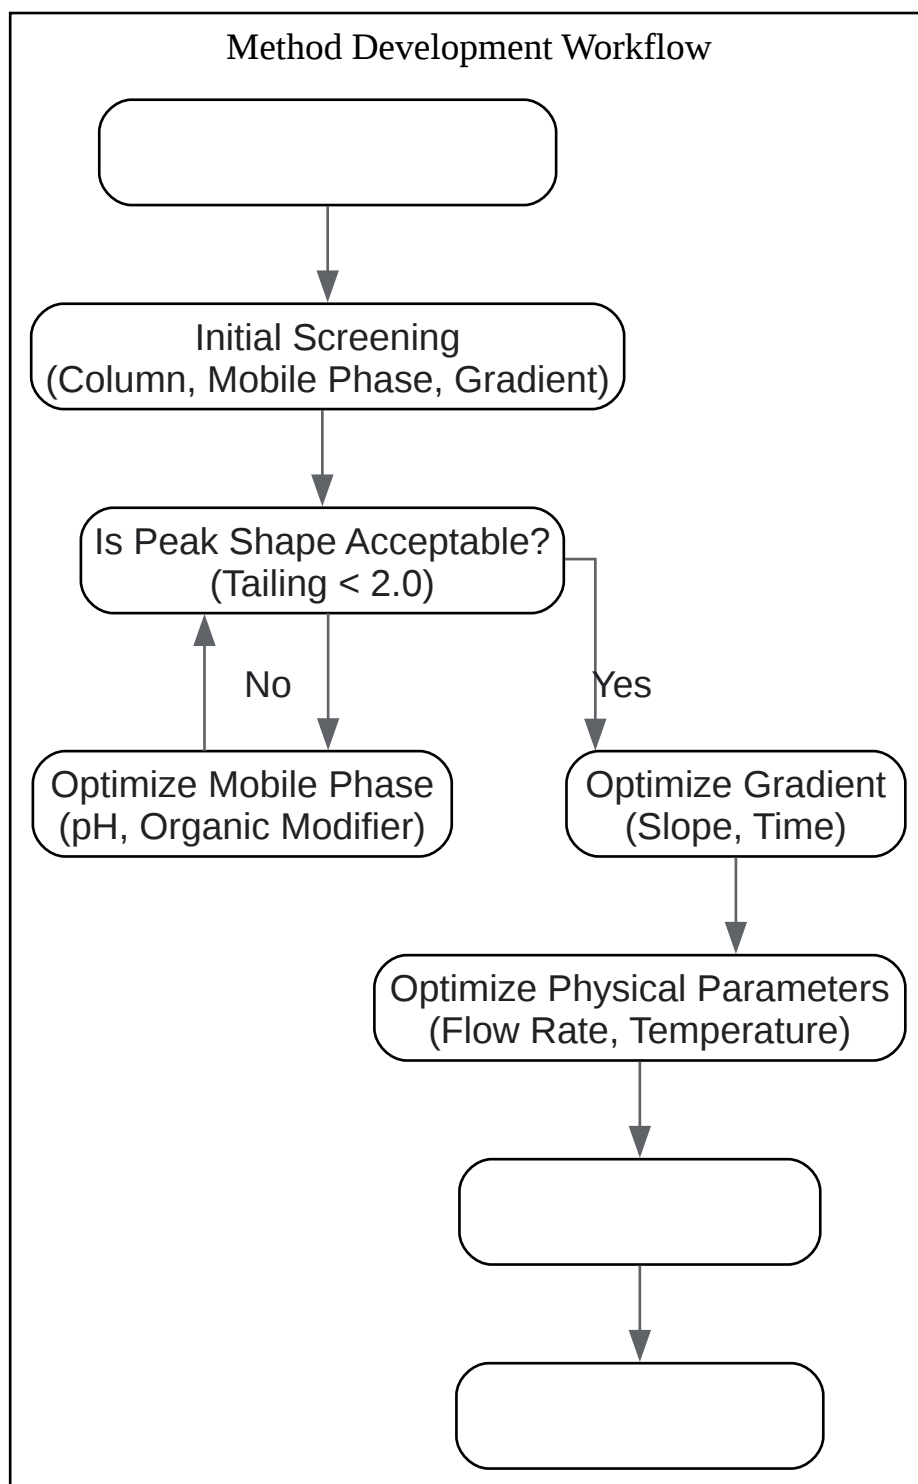 Method Development Workflow
Initial Screening
(Column, Mobile Phase, Gradient)
Is Peak Shape Acceptable?
(Tailing < 2.0)
No
Yes
Optimize Mobile Phase
(pH, Organic Modifier)
Optimize Gradient
(Slope, Time)
Optimize Physical Parameters
(Flow Rate, Temperature)